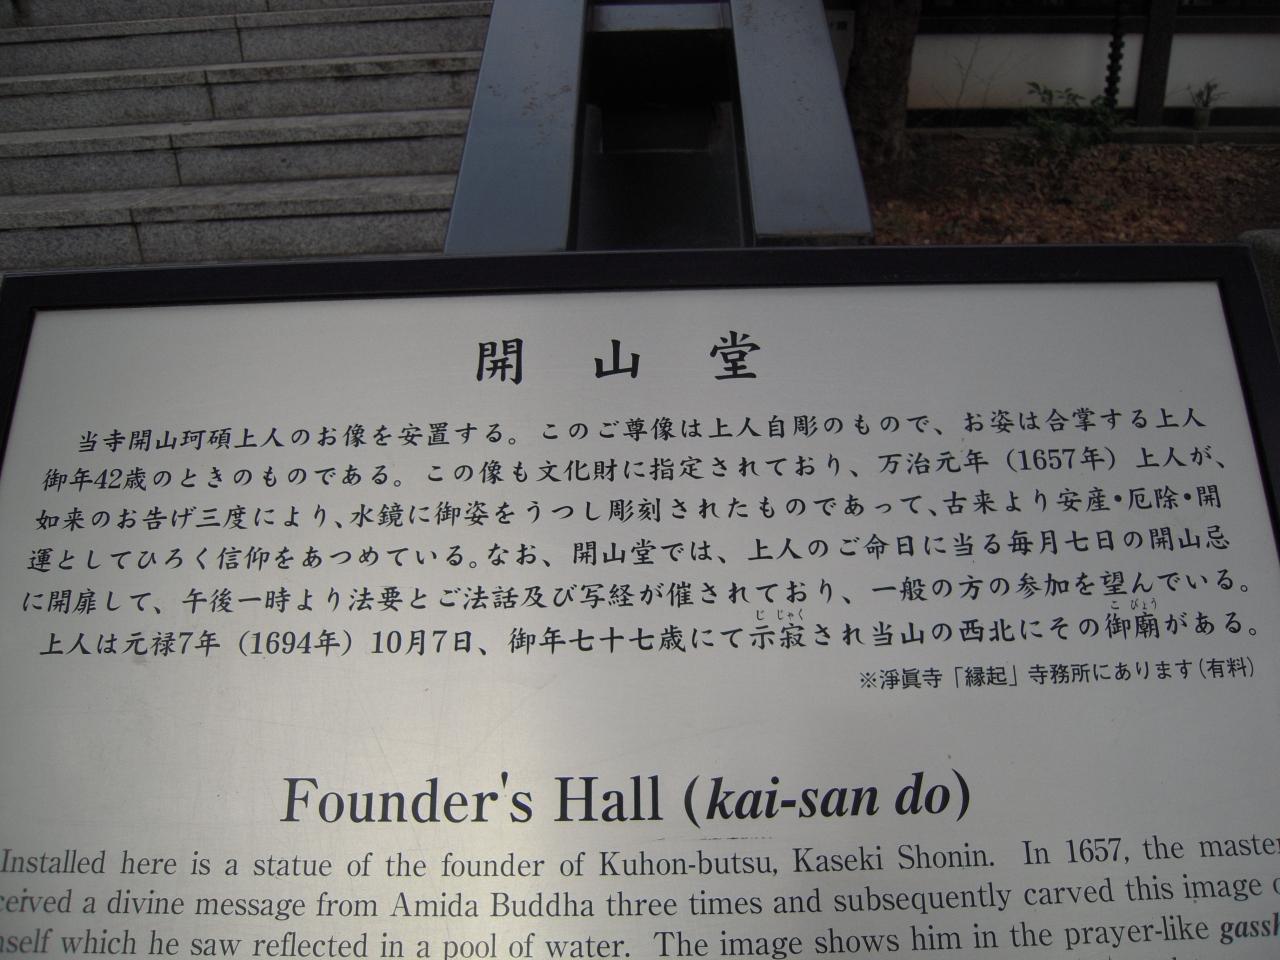 開山堂
当寺開山珂碩上人のお像を安置する。このご尊像は上人自彫のもので、お姿は合掌する上人
御年42歳のときのものである。この像も文化財に指定されており、万治元年（1657年）上人が、
如来のお告げ三度により、水鏡に御姿をうつし彫刻されたものであって、古来より安産・厄除・開
運としてひろく信仰をあつめている。なお、開山堂では、上人のご命日に当る毎月七日の開山忌
に開扉して、午後一時より法要とご法話及び写経が催されており、一般の方の参加を望んでいる。
じじゃく こびょう
上人は元禄7年（1694年）10月7日、御年七十七歳にて示寂され当山の西北にその御廟がある。
※淨眞寺「縁起」寺務所にあります（有料）
Founder's Hall (kai-san do)
Installed here is a statue of the founder of Kuhon-butsu, Kaseki Shonin. In 1657, the master
ceived a divine message from Amida Buddha three times and subsequently carved this image
self which he saw reflected in a pool of water. The image shows him in the prayer-like gassh